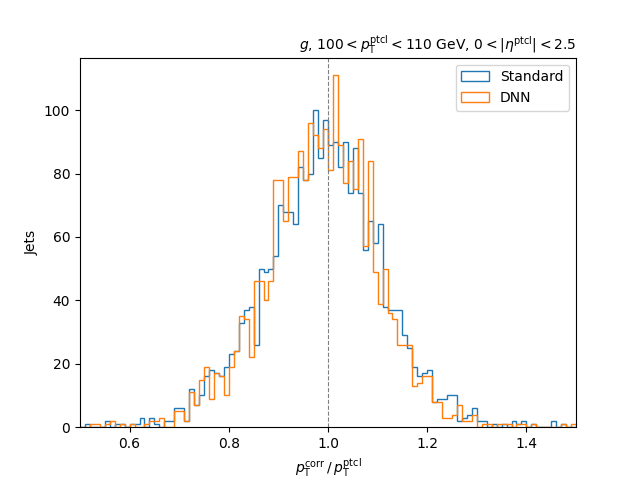 g, 100 < p_T^ptcl < 110 GeV, 0 < |η^ptcl| < 2.5
Standard
DNN
Jets
100
80
60
40
20
0
0.6 0.8 1.0 1.2 1.4
p_T^corr / p_T^ptcl